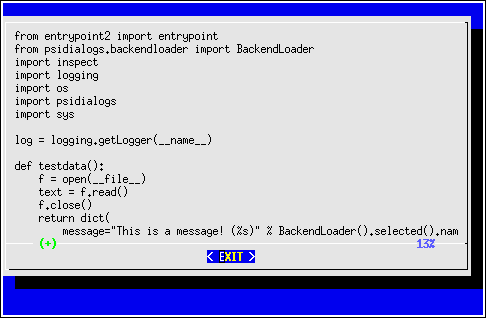 from entrypoint2 import entrypoint
from psidialogs.backendloader import BackendLoader
import inspect
import logging
import os
import psidialogs
import sys
log = logging.getLogger(__name__)
def testdata():
    f = open(__file__)
    text = f.read()
    f.close()
    return dict(
        message="This is a message! (%s)" % BackendLoader().selected().nam
(+) 13%
< EXIT >